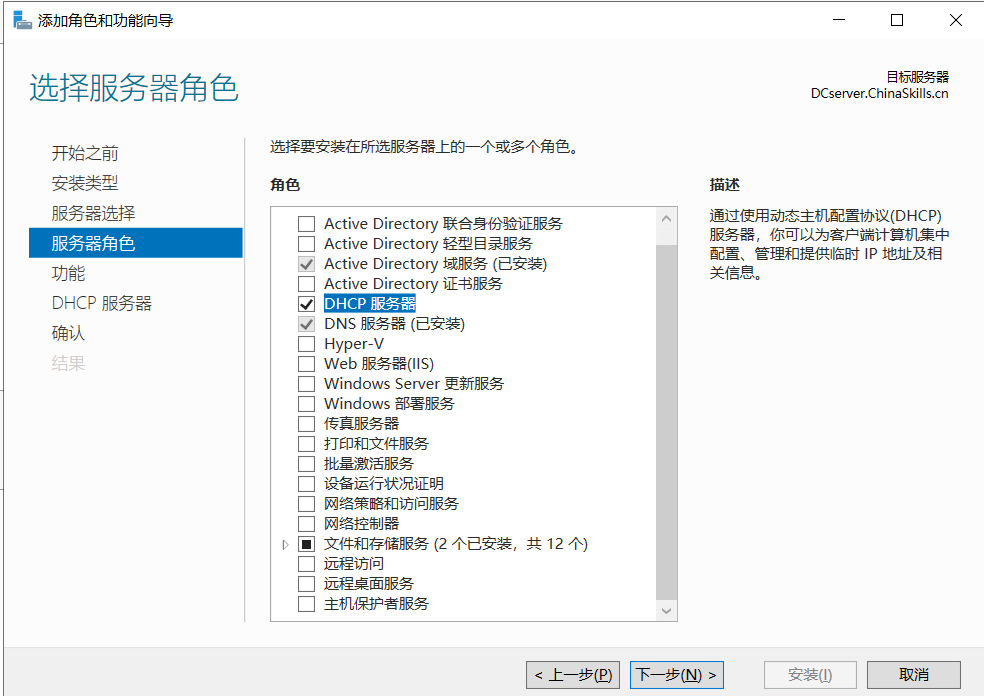 添加角色和功能向导
选择服务器角色
目标服务器
DCserver.ChinaSkills.cn
开始之前
安装类型
服务器选择
服务器角色
功能
DHCP 服务器
确认
结果
选择要安装在所选服务器上的一个或多个角色。
角色
Active Directory 联合身份验证服务
Active Directory 轻型目录服务
Active Directory 域服务 (已安装)
Active Directory 证书服务
DHCP 服务器
DNS 服务器 (已安装)
Hyper-V
Web 服务器(IIS)
Windows Server 更新服务
Windows 部署服务
传真服务器
打印和文件服务
批量激活服务
设备运行状况证明
网络策略和访问服务
网络控制器
文件和存储服务 (2 个已安装，共 12 个)
远程访问
远程桌面服务
主机保护者服务
描述
通过使用动态主机配置协议(DHCP)
服务器，你可以为客户端计算机集中
配置、管理和提供临时 IP 地址及相
关信息。
< 上一步(P)
下一步(N) >
安装(I)
取消